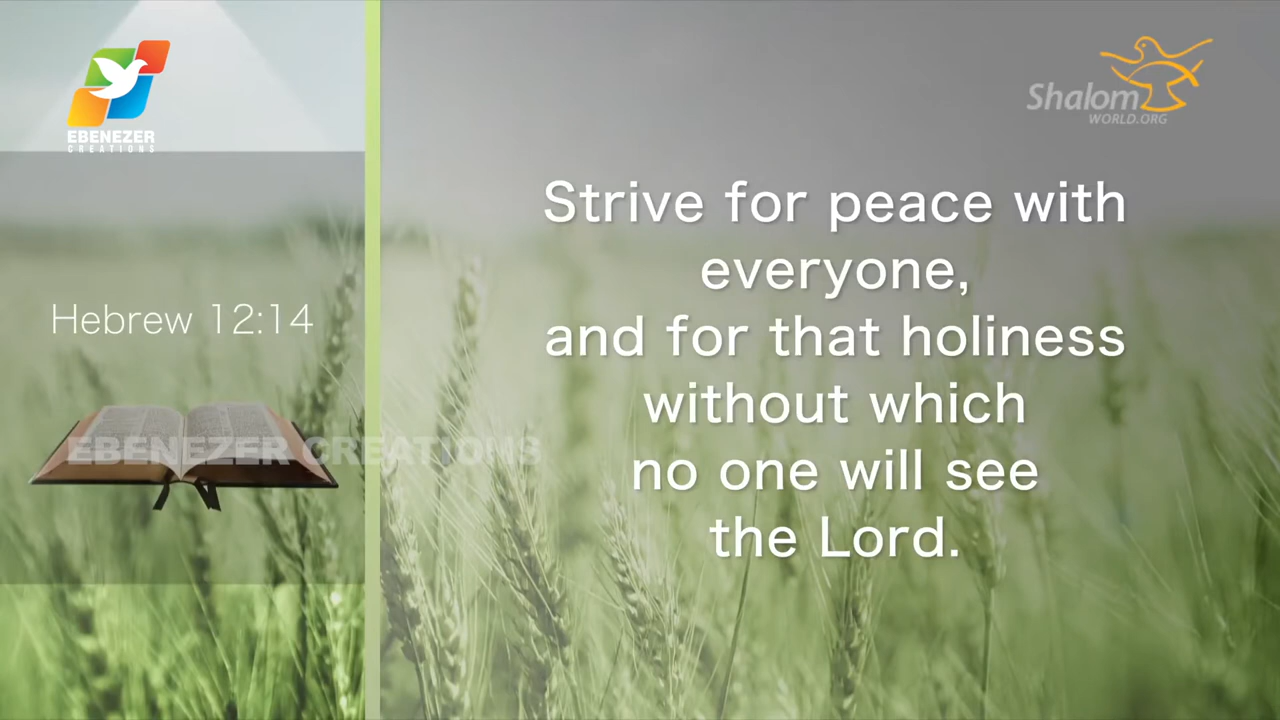 EBENEZER
CREATIONS
Shalom
WORLD.ORG
Hebrew 12:14
EBENEZER CREATIONS
Strive for peace with
everyone,
and for that holiness
without which
no one will see
the Lord.